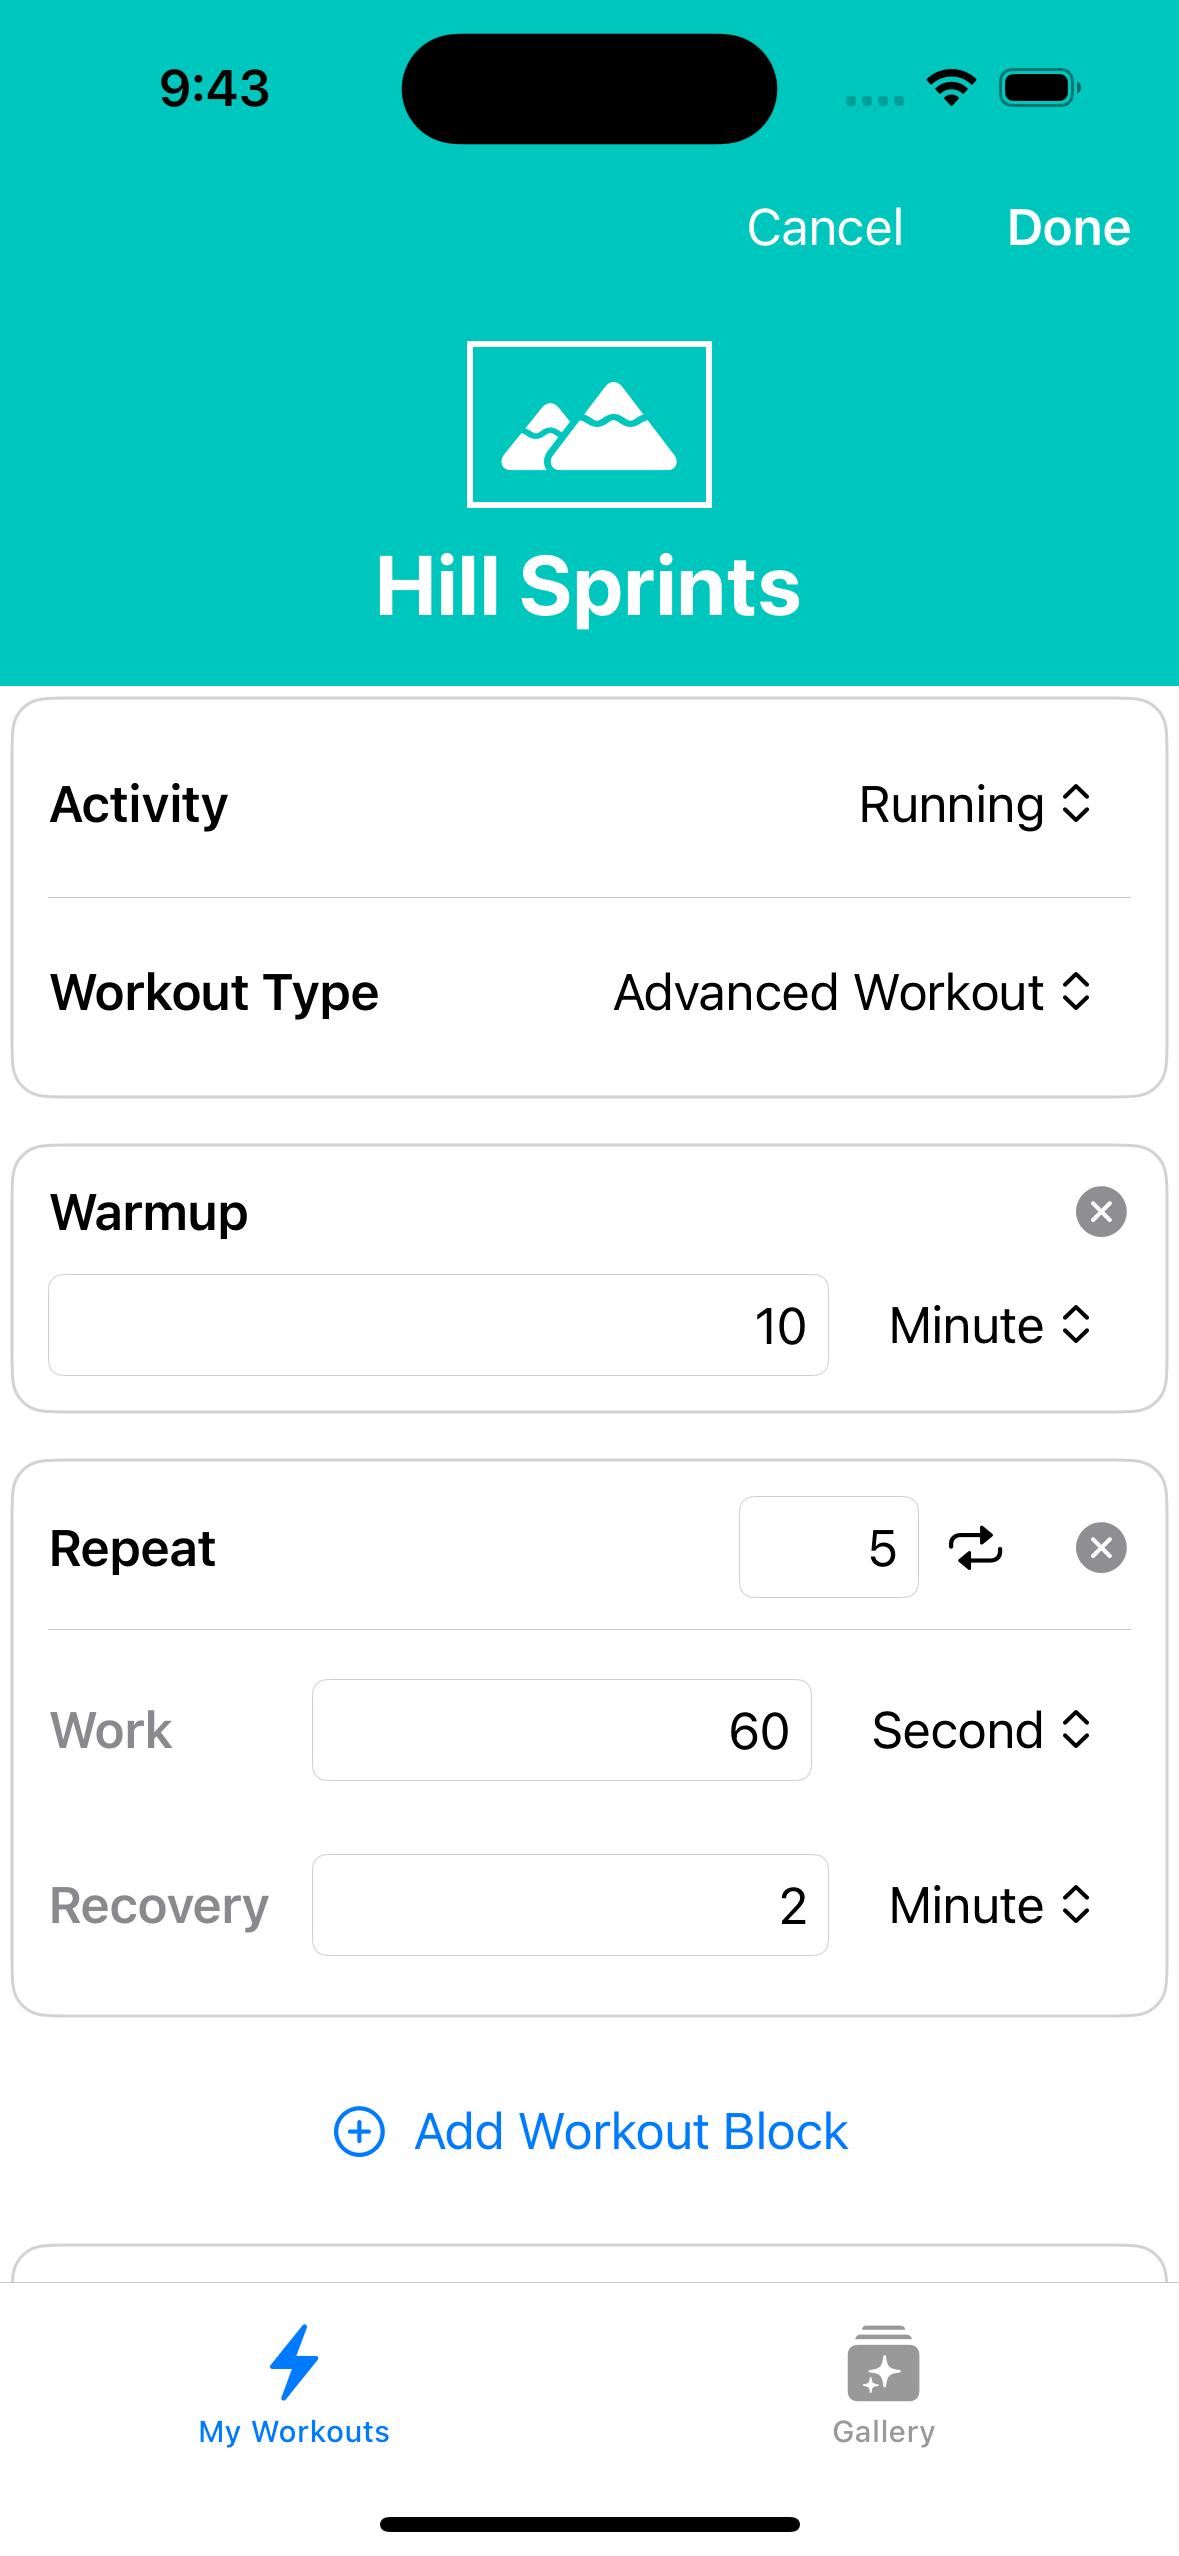 9:43
Cancel Done
Hill Sprints
Activity Running
Workout Type Advanced Workout
Warmup
10 Minute
Repeat 5
Work 60 Second
Recovery 2 Minute
Add Workout Block
My Workouts Gallery